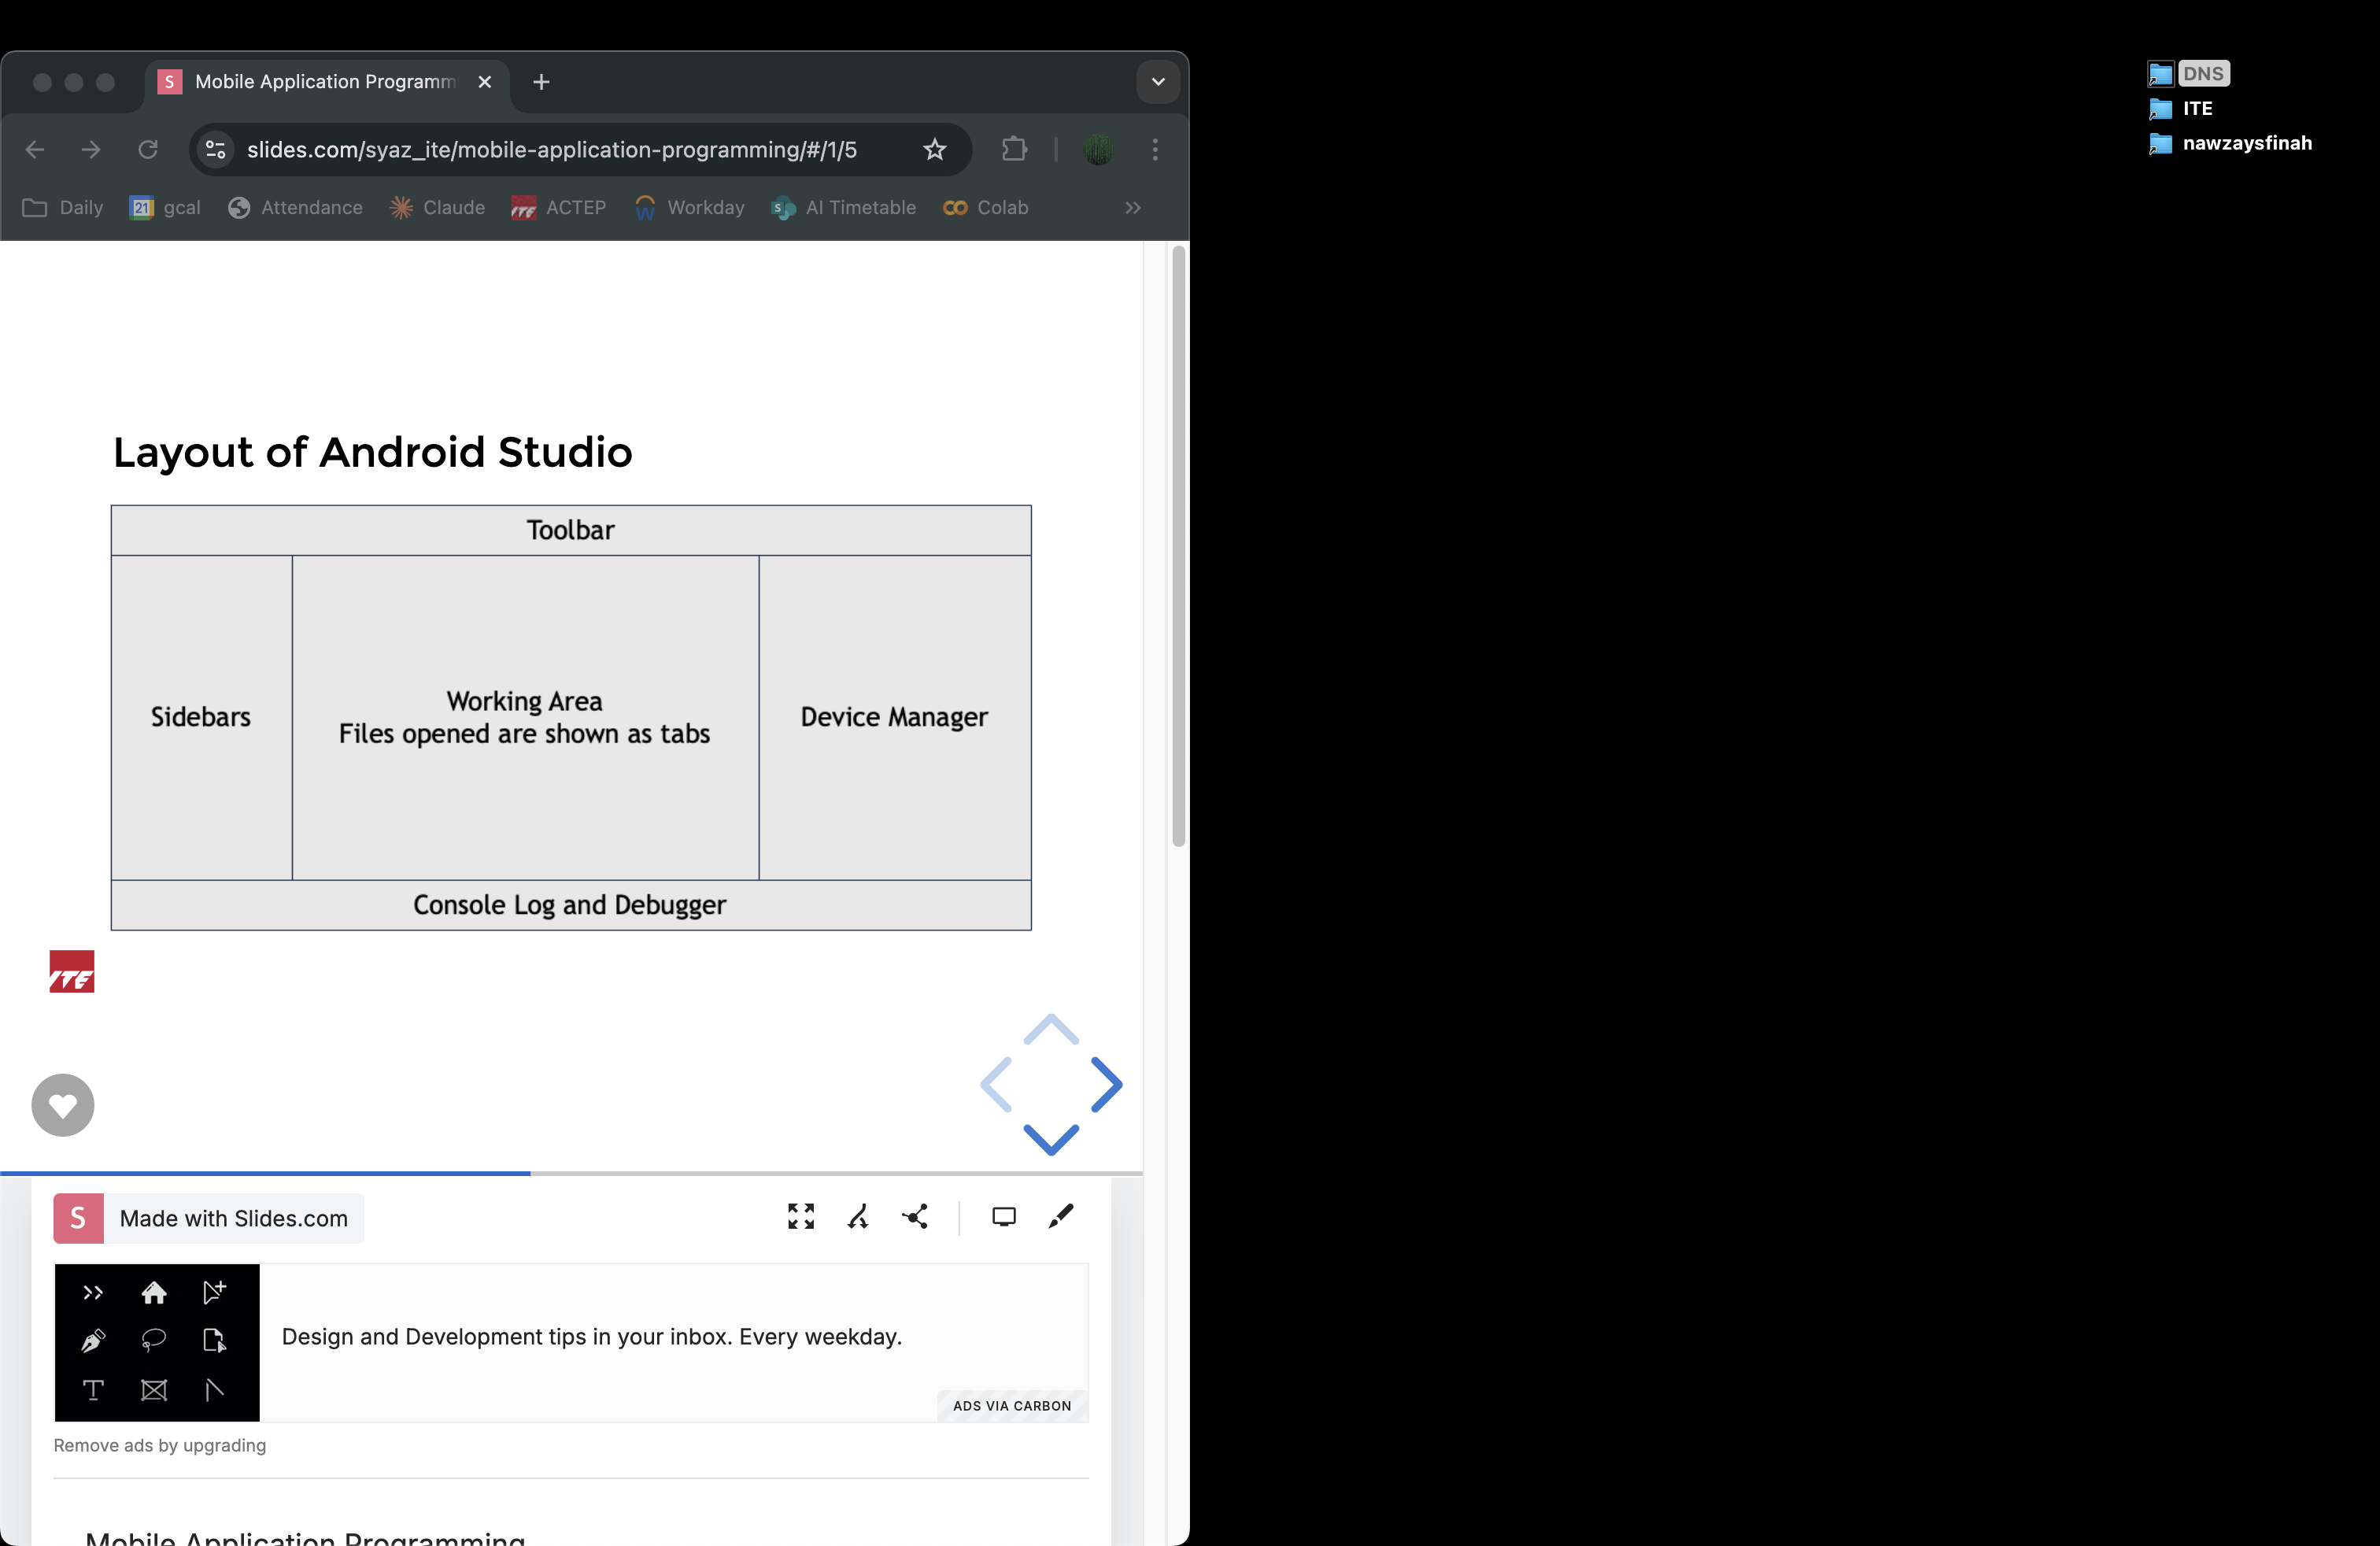 S Mobile Application Programm
slides.com/syaz_ite/mobile-application-programming/#/1/5
Daily 21 gcal Attendance ITE ACTEP Claude Workday S AI Timetable Colab
Layout of Android Studio
Toolbar
Sidebars
Working Area
Files opened are shown as tabs
Device Manager
Console Log and Debugger
ITE
S Made with Slides.com
Design and Development tips in your inbox. Every weekday.
ADS VIA CARBON
Remove ads by upgrading
Mobile Application Programming
DNS
ITE
nawzaysfinah